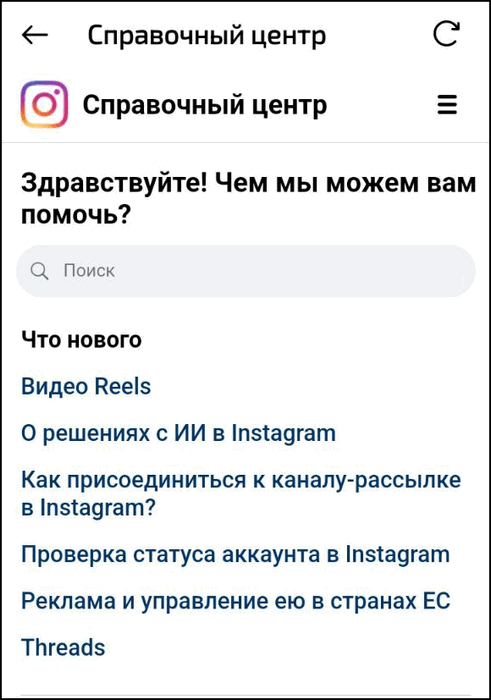 Справочный центр
Справочный центр
Здравствуйте! Чем мы можем вам
помочь?
Поиск
Что нового
Видео Reels
О решениях с ИИ в Instagram
Как присоединиться к каналу-рассылке
в Instagram?
Проверка статуса аккаунта в Instagram
Реклама и управление ею в странах ЕС
Threads